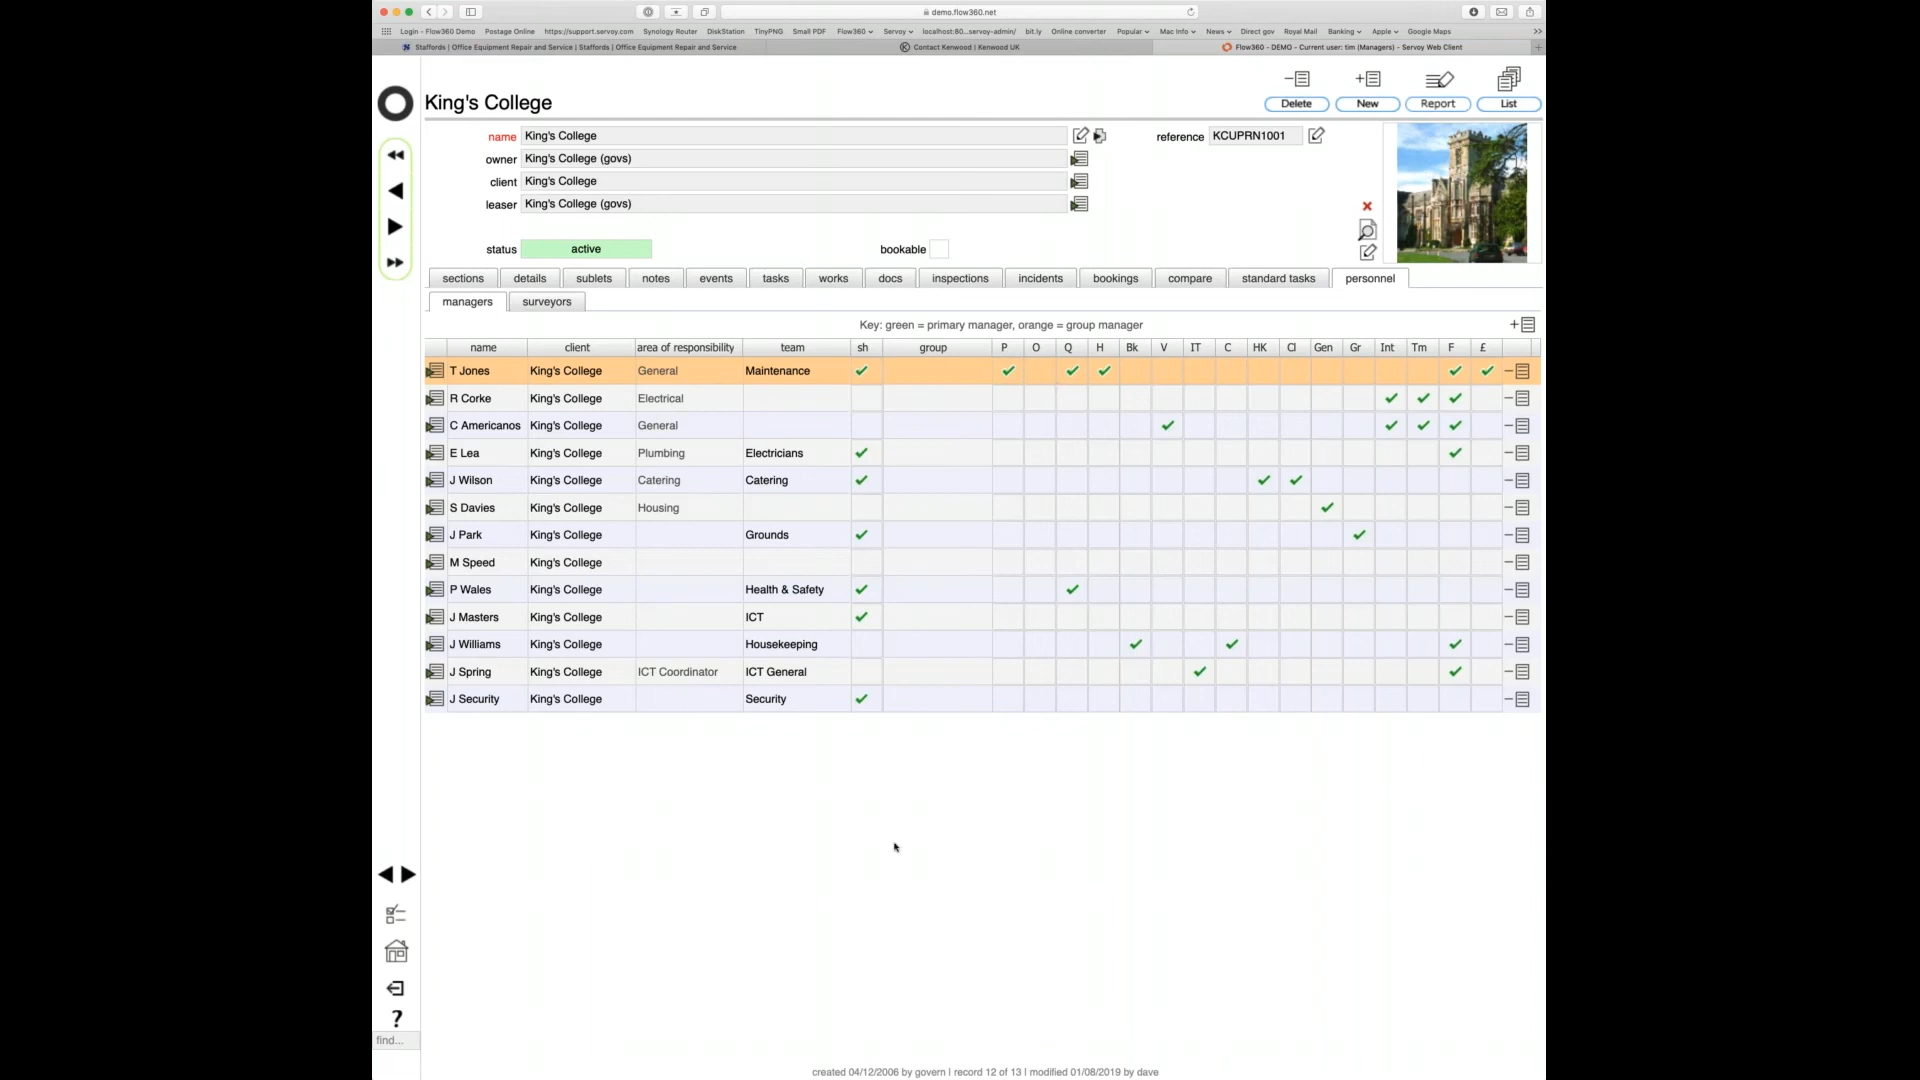 demo.flow360.net
Login - Flow360 Demo Postage Online https://support.servoy.com Synology Router DiskStation TinyPNG Small PDF Flow360 Servoy localhost:80...servoy-admin/ bit.ly Online converter Popular Mac Info News Direct gov Royal Mail Banking Apple Google Maps
Staffords | Office Equipment Repair and Service | Staffords | Office Equipment Repair and Service Contact Kenwood | Kenwood UK Flow360 - DEMO - Current user: tim (Managers) - Servoy Web Client
King's College
Delete New Report List
name King's College reference KCUPRN1001
owner King's College (govs)
client King's College
leaser King's College (govs)
status active bookable
sections details sublets notes events tasks works docs inspections incidents bookings compare standard tasks personnel
managers surveyors
Key: green = primary manager, orange = group manager
name client area of responsibility team sh group P O Q H Bk V IT C HK Cl Gen Gr Int Tm F £
T Jones King's College General Maintenance
R Corke King's College Electrical
C Americanos King's College General
E Lea King's College Plumbing Electricians
J Wilson King's College Catering Catering
S Davies King's College Housing
J Park King's College Grounds
M Speed King's College
P Wales King's College Health & Safety
J Masters King's College ICT
J Williams King's College Housekeeping
J Spring King's College ICT Coordinator ICT General
J Security King's College Security
?
find...
created 04/12/2006 by govern | record 12 of 13 | modified 01/08/2019 by dave